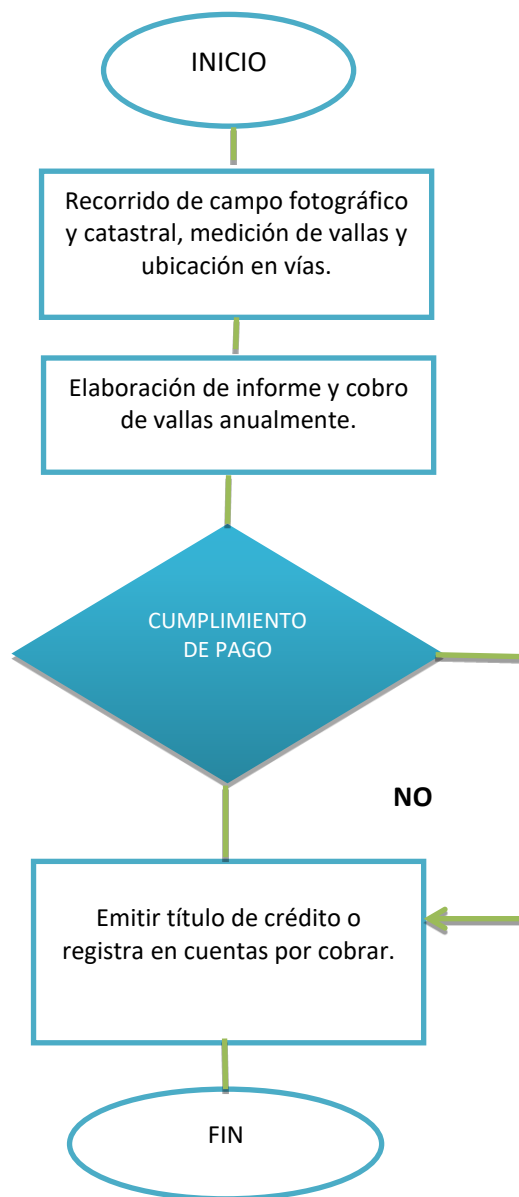 INICIO
Recorrido de campo fotográfico
y catastral, medición de vallas y
ubicación en vías.
Elaboración de informe y cobro
de vallas anualmente.
CUMPLIMIENTO
DE PAGO
NO
Emitir título de crédito o
registra en cuentas por cobrar.
FIN